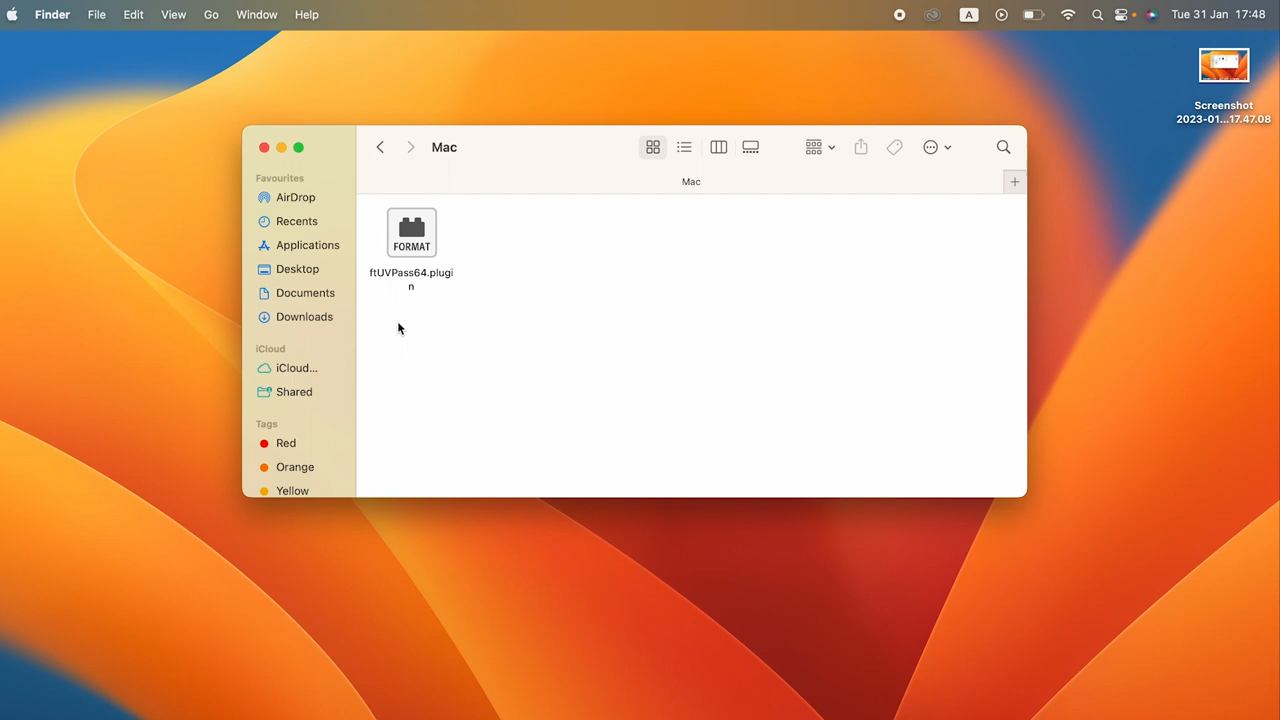 Finder File Edit View Go Window Help A Tue 31 Jan 17:48
Screenshot
2023-01...17.47.08
Mac
Mac
Favourites
AirDrop
Recents
Applications
Desktop
Documents
Downloads
iCloud
iCloud...
Shared
Tags
Red
Orange
Yellow
FORMAT
ftUVPass64.plugi
n